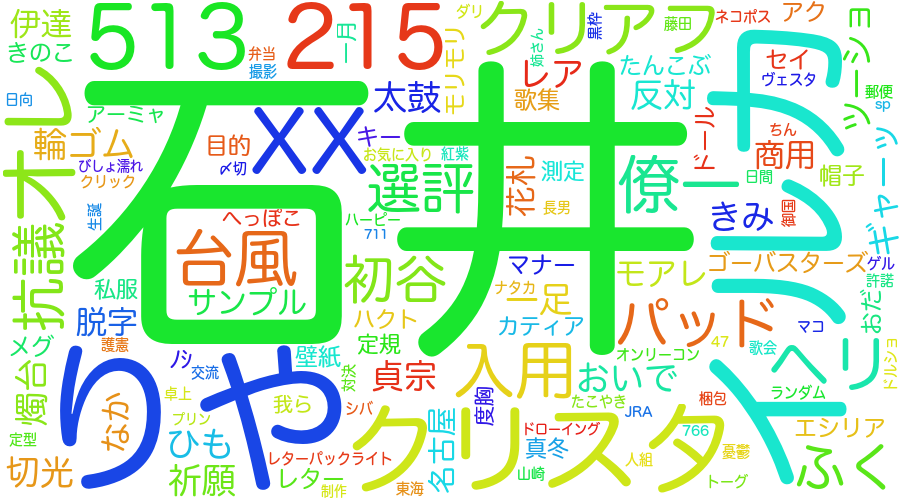 伊達
513
弁当
215
一月
モリモリ
ダリ
クリアフ
姉さん
黒枠
藤田
ネコポス
アク
ツーショ
きのこ
撮影
日向
アーミャ
太鼓
レア
歌集
たんこぶ
反対
セイ
ヴェスタ
郵便
sp
オレ
輪ゴム
目的
XX
キー
ドール
ちん
商用
びしょ濡れ
クリック
〆切
お気に入り
紅紫
選評
花札
測定
僚
日間
帽子
ギャーツ
石井
カルト
生誕
へっぽこ
ハーピー
711
長男
きみ
御国
抗議
台風
初谷
マナー
モアレ
ゴーバスターズ
ゲル
許諾
私服
サンプル
ナタカ
一足
ハクト
カティア
パッド
マコ
おだ
脱字
メグ
護憲
ﾉｼ
交流
壁紙
定規
オンリーコン
47
歌会
ヘリ
ドルショ
燭台
りや
対決
貞宗
入用
おいで
卓上
我ら
シバ
度胸
たこやき
JRA
梱包
ランダム
なか
プリン
クリスタ
定型
ひも
名古屋
ドローイング
真冬
766
憂鬱
エシリア
切光
祈願
レターパックライト
レター
制作
東海
山崎
人組
トーグ
ふく